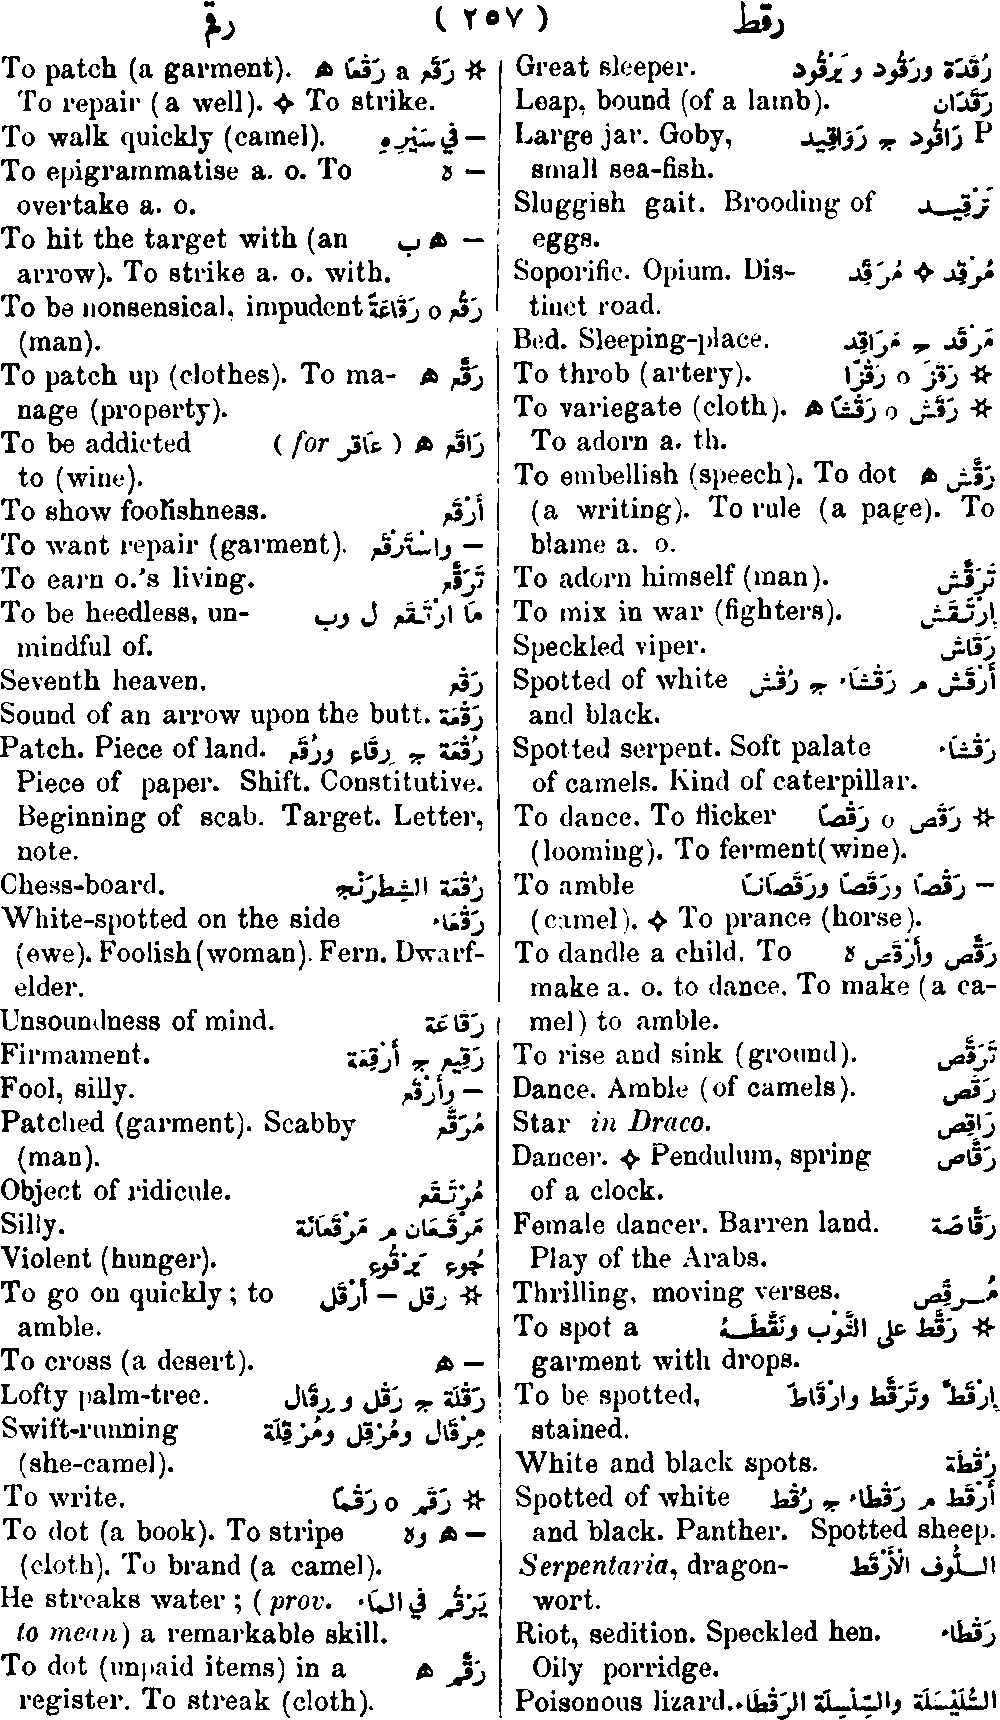 رقط ( ٢٥٧ ) رقم
Great sleeper. رُقَدَة ورَقُود ويَرْقُود
Leap, bound (of a lamb). رَقَدَان
Large jar. Goby, P رَاقُود ج رَوَاقِيد
small sea-fish.
Sluggish gait. Brooding of تَرْقِيد
eggs.
Soporific. Opium. Dis- مُرْقِد ✧ مُرَقِّد
tinct road.
Bed. Sleeping-place. مَرْقَد ج مَرَاقِد
To throb (artery). ☆ رَقَزَ o رَقْزًا
To variegate (cloth). ☆ رَقَش o رَقْشًا ه
To adorn a. th.
To embellish (speech). To dot رَقَّش ه
(a writing). To rule (a page). To
blame a. o.
To adorn himself (man). تَرَقَّش
To mix in war (fighters). اِرْتَقَش
Speckled viper. رَقَاش
Spotted of white أَرْقَش م رَقْشَاء ج رُقْش
and black.
Spotted serpent. Soft palate رَقْشَاء
of camels. Kind of caterpillar.
To dance. To flicker ☆ رَقَص o رَقْصًا
(looming). To ferment(wine).
To amble — رَقْصًا ورَقَصًا ورَقَصَانًا
(camel). ✧ To prance (horse).
To dandle a child. To رَقَّص وأَرْقَص ه
make a. o. to dance. To make (a ca-
mel) to amble.
To rise and sink (ground). تَرَقَّص
Dance. Amble (of camels). رَقَص
Star in Draco. رَاقِص
Dancer. ✧ Pendulum, spring رَقَّاص
of a clock.
Female dancer. Barren land. رَقَّاصَة
Play of the Arabs.
Thrilling, moving verses. مُرقِّص
To spot a ☆ رَقَّط على الثَّوْب ونَقَّطَهُ
garment with drops.
To be spotted, اِرْقَطَّ وتَرَقَّط وارْقَاطّ
stained.
White and black spots. رُقْطَة
Spotted of white أَرْقَط م رَقْطَاء ج رُقْط
and black. Panther. Spotted sheep.
Serpentaria, dragon- اللُّوف الأَرْقَط
wort.
Riot, sedition. Speckled hen. رَقْطَاء
Oily porridge.
Poisonous lizard. الرَّقْطَاء
To patch (a garment). ☆ رَقَع a رَقْعًا ه
To repair (a well). ✧ To strike.
To walk quickly (camel). — في سَيْرِهِ
To epigrammatise a. o. To — ه
overtake a. o.
To hit the target with (an — ه ب
arrow). To strike a. o. with.
To be nonsensical, impudent رَقُع o رَقَاعَةً
(man).
To patch up (clothes). To ma- رَقَّع ه
nage (property).
To be addicted رَاقَع ه ( for عَاقَر )
to (wine).
To show foolishness. أَرْقَع
To want repair (garment). — واسْتَرْقَع
To earn o.'s living. تَرَقَّع
To be heedless, un- مَا ارْتَقَع ل وب
mindful of.
Seventh heaven. رَقْع
Sound of an arrow upon the butt. رَقْعَة
Patch. Piece of land. رُقْعَة ج رِقَاع ورُقَع
Piece of paper. Shift. Constitutive.
Beginning of scab. Target. Letter,
note.
Chess-board. رُقْعَة الشِطرَنْج
White-spotted on the side رَقْعَاء
(ewe). Foolish(woman). Fern. Dwarf-
elder.
Unsoundness of mind. رَقَاعَة
Firmament. رَقِيع ج أَرْقِعَة
Fool, silly. — وأَرْقَع
Patched (garment). Scabby مُرَقَّع
(man).
Object of ridicule. مُرْتَقَع
Silly. مَرْقَعَان م مَرْقَعَانَة
Violent (hunger). جُوع يَرْقُوع
To go on quickly ; to ☆ رقل — أَرْقَل
amble.
To cross (a desert). — ه
Lofty palm-tree. رَقْلَة ج رَقْل ورِقَال
Swift-running مِرْقَال ومُرْقِل ومُرْقِلَة
(she-camel).
To write. ☆ رَقَم o رَقْمًا
To dot (a book). To stripe — ه وه
(cloth). To brand (a camel).
He streaks water ; (prov. يَرْقُم في المَاء
to mean) a remarkable skill.
To dot (unpaid items) in a رَقَّم ه
register. To streak (cloth).